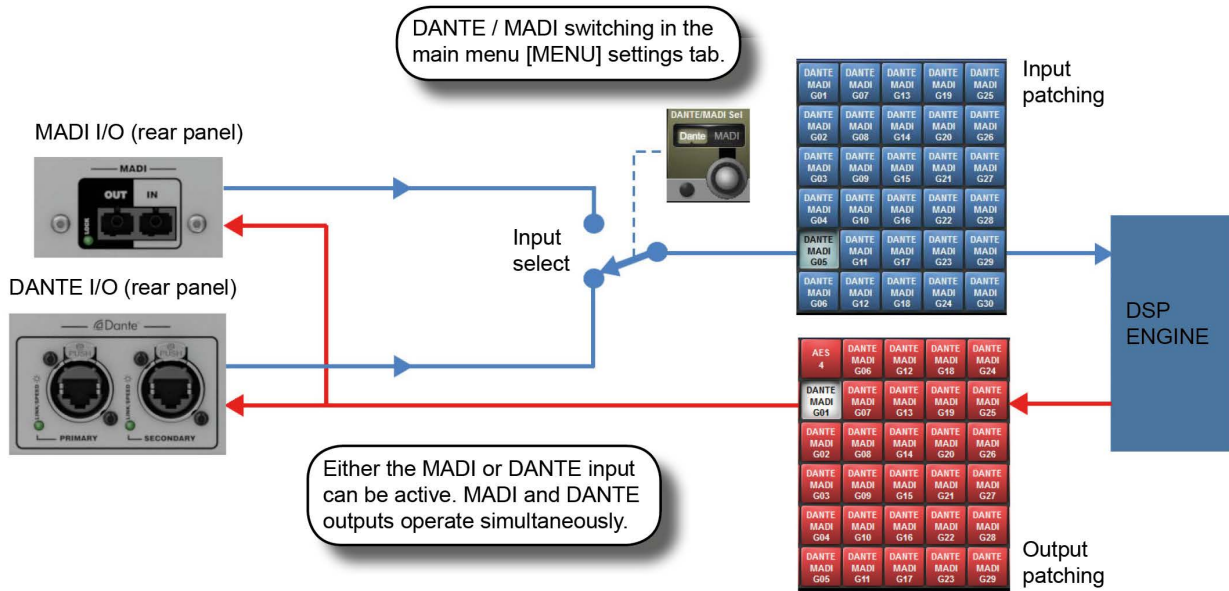 DANTE / MADI switching in the
main menu [MENU] settings tab.
MADI I/O (rear panel)
MADI
OUT IN
LOCK
DANTE I/O (rear panel)
Dante
PUSH PUSH
LINK/SPEED LINK/SPEED
PRIMARY SECONDARY
Input
select
DANTE/MADI Sel
Dante MADI
Input
patching
DANTE DANTE DANTE DANTE DANTE
MADI MADI MADI MADI MADI
G01 G07 G13 G19 G25
DANTE DANTE DANTE DANTE DANTE
MADI MADI MADI MADI MADI
G02 G08 G14 G20 G26
DANTE DANTE DANTE DANTE DANTE
MADI MADI MADI MADI MADI
G03 G09 G15 G21 G27
DANTE DANTE DANTE DANTE DANTE
MADI MADI MADI MADI MADI
G04 G10 G16 G22 G28
DANTE DANTE DANTE DANTE DANTE
MADI MADI MADI MADI MADI
G05 G11 G17 G23 G29
DANTE DANTE DANTE DANTE DANTE
MADI MADI MADI MADI MADI
G06 G12 G18 G24 G30
DSP
ENGINE
AES DANTE DANTE DANTE DANTE
4 MADI MADI MADI MADI
G06 G12 G18 G24
DANTE DANTE DANTE DANTE DANTE
MADI MADI MADI MADI MADI
G01 G07 G13 G19 G25
DANTE DANTE DANTE DANTE DANTE
MADI MADI MADI MADI MADI
G02 G08 G14 G20 G26
DANTE DANTE DANTE DANTE DANTE
MADI MADI MADI MADI MADI
G03 G09 G15 G21 G27
DANTE DANTE DANTE DANTE DANTE
MADI MADI MADI MADI MADI
G04 G10 G16 G22 G28
DANTE DANTE DANTE DANTE DANTE
MADI MADI MADI MADI MADI
G05 G11 G17 G23 G29
Output
patching
Either the MADI or DANTE input
can be active. MADI and DANTE
outputs operate simultaneously.